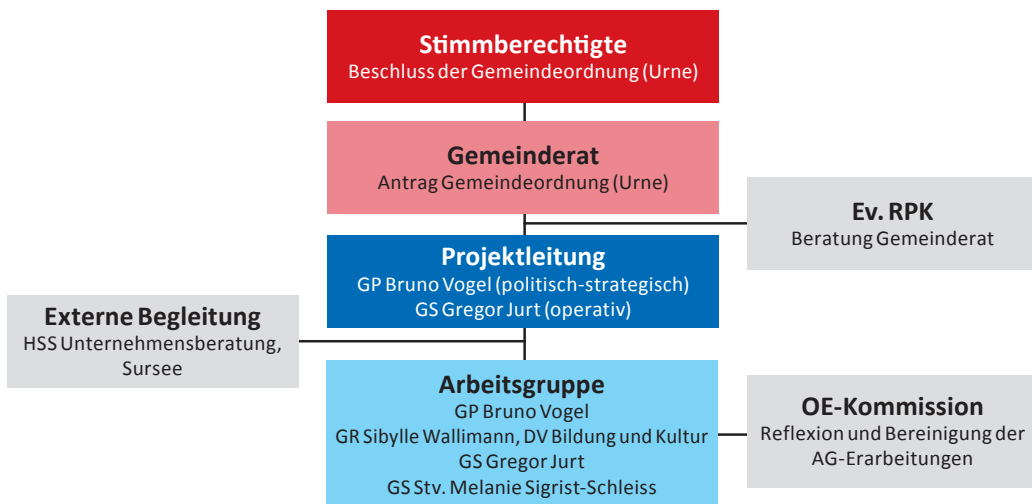 Stimmberechtigte
Beschluss der Gemeindeordnung (Urne)
Gemeinderat
Antrag Gemeindeordnung (Urne)
Ev. RPK
Beratung Gemeinderat
Projektleitung
GP Bruno Vogel (politisch-strategisch)
GS Gregor Jurt (operativ)
Externe Begleitung
HSS Unternehmensberatung,
Sursee
Arbeitsgruppe
GP Bruno Vogel
GR Sibylle Wallimann, DV Bildung und Kultur
GS Gregor Jurt
GS Stv. Melanie Sigrist-Schleiss
OE-Kommission
Reflexion und Bereinigung der
AG-Erarbeitungen